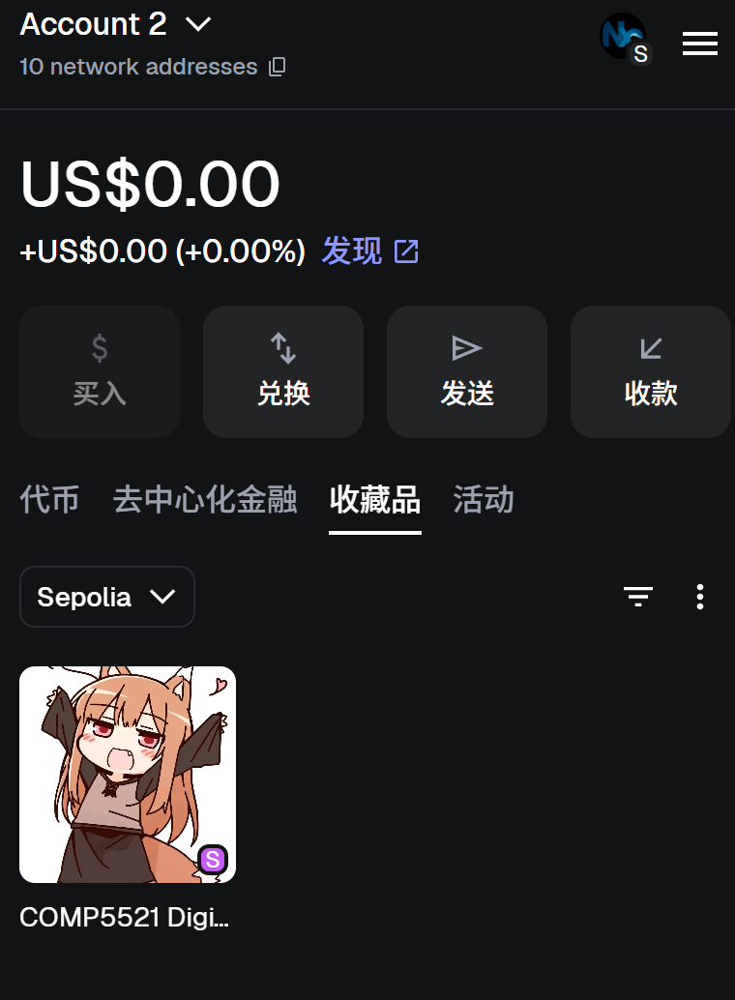 Account 2
10 network addresses
S
US$0.00
+US$0.00 (+0.00%) 发现
买入 兑换 发送 收款
代币 去中心化金融 收藏品 活动
Sepolia
S
COMP5521 Digi...